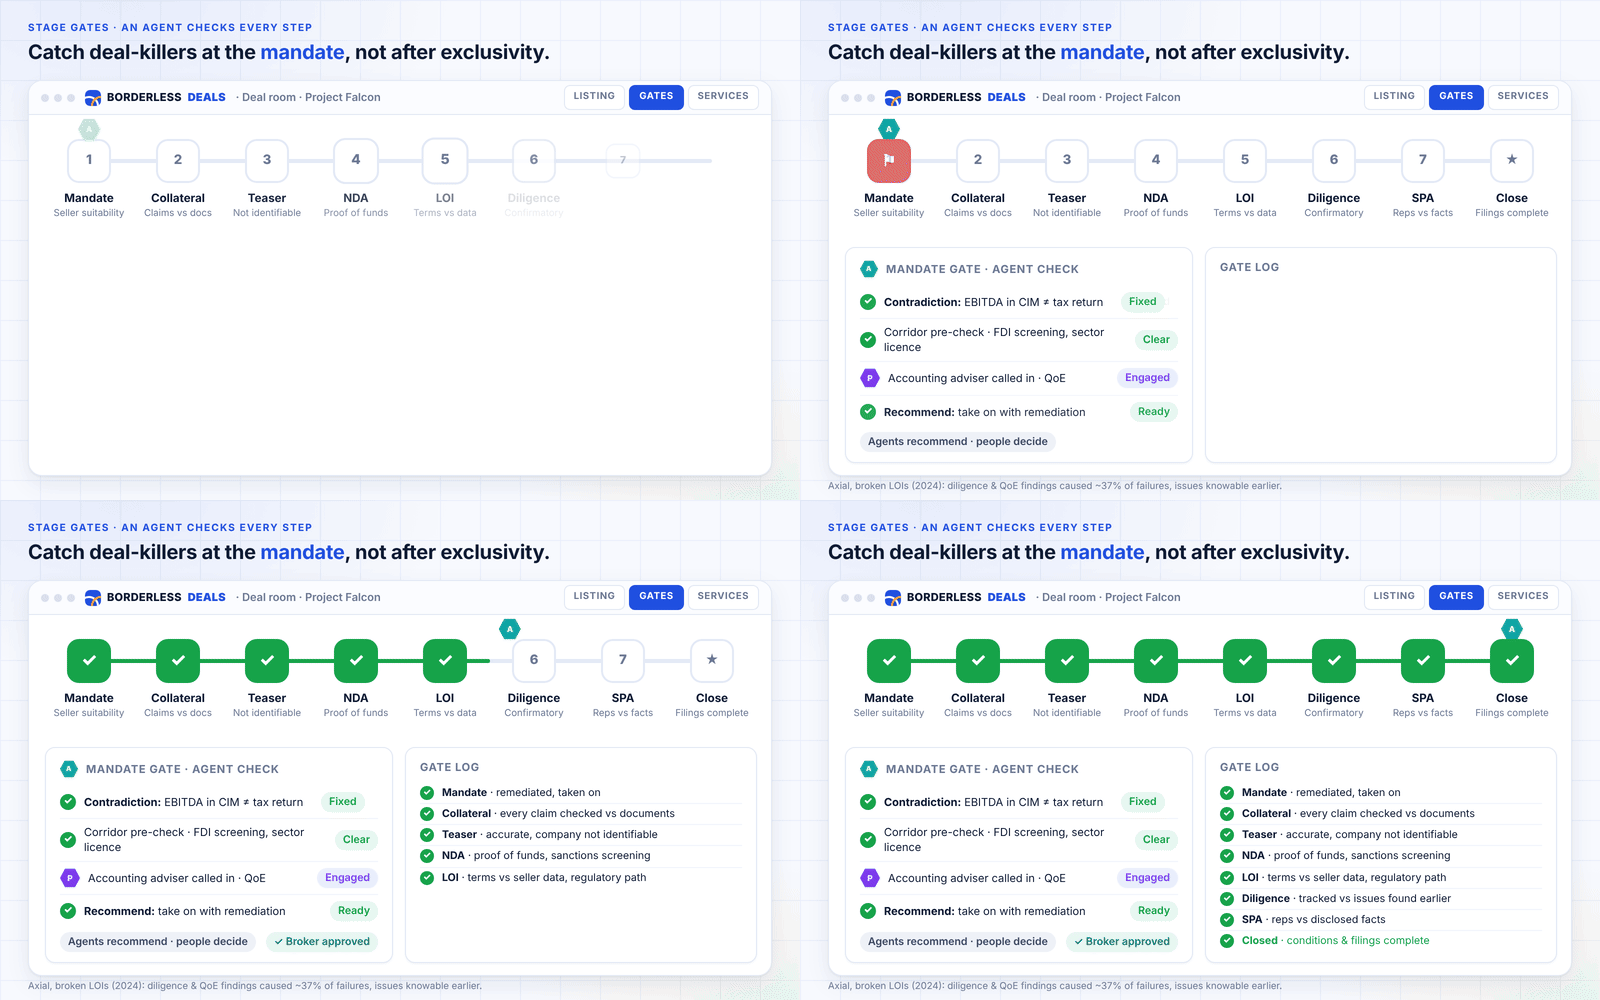 STAGE GATES · AN AGENT CHECKS EVERY STEP
Catch deal-killers at the mandate, not after exclusivity.
BORDERLESS DEALS · Deal room · Project Falcon
LISTING GATES SERVICES
A
1 2 3 4 5 6 7
Mandate Collateral Teaser NDA LOI Diligence
Seller suitability Claims vs docs Not identifiable Proof of funds Terms vs data Confirmatory
STAGE GATES · AN AGENT CHECKS EVERY STEP
Catch deal-killers at the mandate, not after exclusivity.
BORDERLESS DEALS · Deal room · Project Falcon
LISTING GATES SERVICES
A
2 3 4 5 6 7 ★
Mandate Collateral Teaser NDA LOI Diligence SPA Close
Seller suitability Claims vs docs Not identifiable Proof of funds Terms vs data Confirmatory Reps vs facts Filings complete
A MANDATE GATE · AGENT CHECK
✓ Contradiction: EBITDA in CIM ≠ tax return Fixed
✓ Corridor pre-check · FDI screening, sector
licence Clear
P Accounting adviser called in · QoE Engaged
✓ Recommend: take on with remediation Ready
Agents recommend · people decide
GATE LOG
Axial, broken LOIs (2024): diligence & QoE findings caused ~37% of failures, issues knowable earlier.
STAGE GATES · AN AGENT CHECKS EVERY STEP
Catch deal-killers at the mandate, not after exclusivity.
BORDERLESS DEALS · Deal room · Project Falcon
LISTING GATES SERVICES
A
✓ ✓ ✓ ✓ ✓ 6 7 ★
Mandate Collateral Teaser NDA LOI Diligence SPA Close
Seller suitability Claims vs docs Not identifiable Proof of funds Terms vs data Confirmatory Reps vs facts Filings complete
A MANDATE GATE · AGENT CHECK
✓ Contradiction: EBITDA in CIM ≠ tax return Fixed
✓ Corridor pre-check · FDI screening, sector
licence Clear
P Accounting adviser called in · QoE Engaged
✓ Recommend: take on with remediation Ready
Agents recommend · people decide ✓ Broker approved
GATE LOG
✓ Mandate · remediated, taken on
✓ Collateral · every claim checked vs documents
✓ Teaser · accurate, company not identifiable
✓ NDA · proof of funds, sanctions screening
✓ LOI · terms vs seller data, regulatory path
Axial, broken LOIs (2024): diligence & QoE findings caused ~37% of failures, issues knowable earlier.
STAGE GATES · AN AGENT CHECKS EVERY STEP
Catch deal-killers at the mandate, not after exclusivity.
BORDERLESS DEALS · Deal room · Project Falcon
LISTING GATES SERVICES
A
✓ ✓ ✓ ✓ ✓ ✓ ✓ ✓
Mandate Collateral Teaser NDA LOI Diligence SPA Close
Seller suitability Claims vs docs Not identifiable Proof of funds Terms vs data Confirmatory Reps vs facts Filings complete
A MANDATE GATE · AGENT CHECK
✓ Contradiction: EBITDA in CIM ≠ tax return Fixed
✓ Corridor pre-check · FDI screening, sector
licence Clear
P Accounting adviser called in · QoE Engaged
✓ Recommend: take on with remediation Ready
Agents recommend · people decide ✓ Broker approved
GATE LOG
✓ Mandate · remediated, taken on
✓ Collateral · every claim checked vs documents
✓ Teaser · accurate, company not identifiable
✓ NDA · proof of funds, sanctions screening
✓ LOI · terms vs seller data, regulatory path
✓ Diligence · tracked vs issues found earlier
✓ SPA · reps vs disclosed facts
✓ Closed · conditions & filings complete
Axial, broken LOIs (2024): diligence & QoE findings caused ~37% of failures, issues knowable earlier.